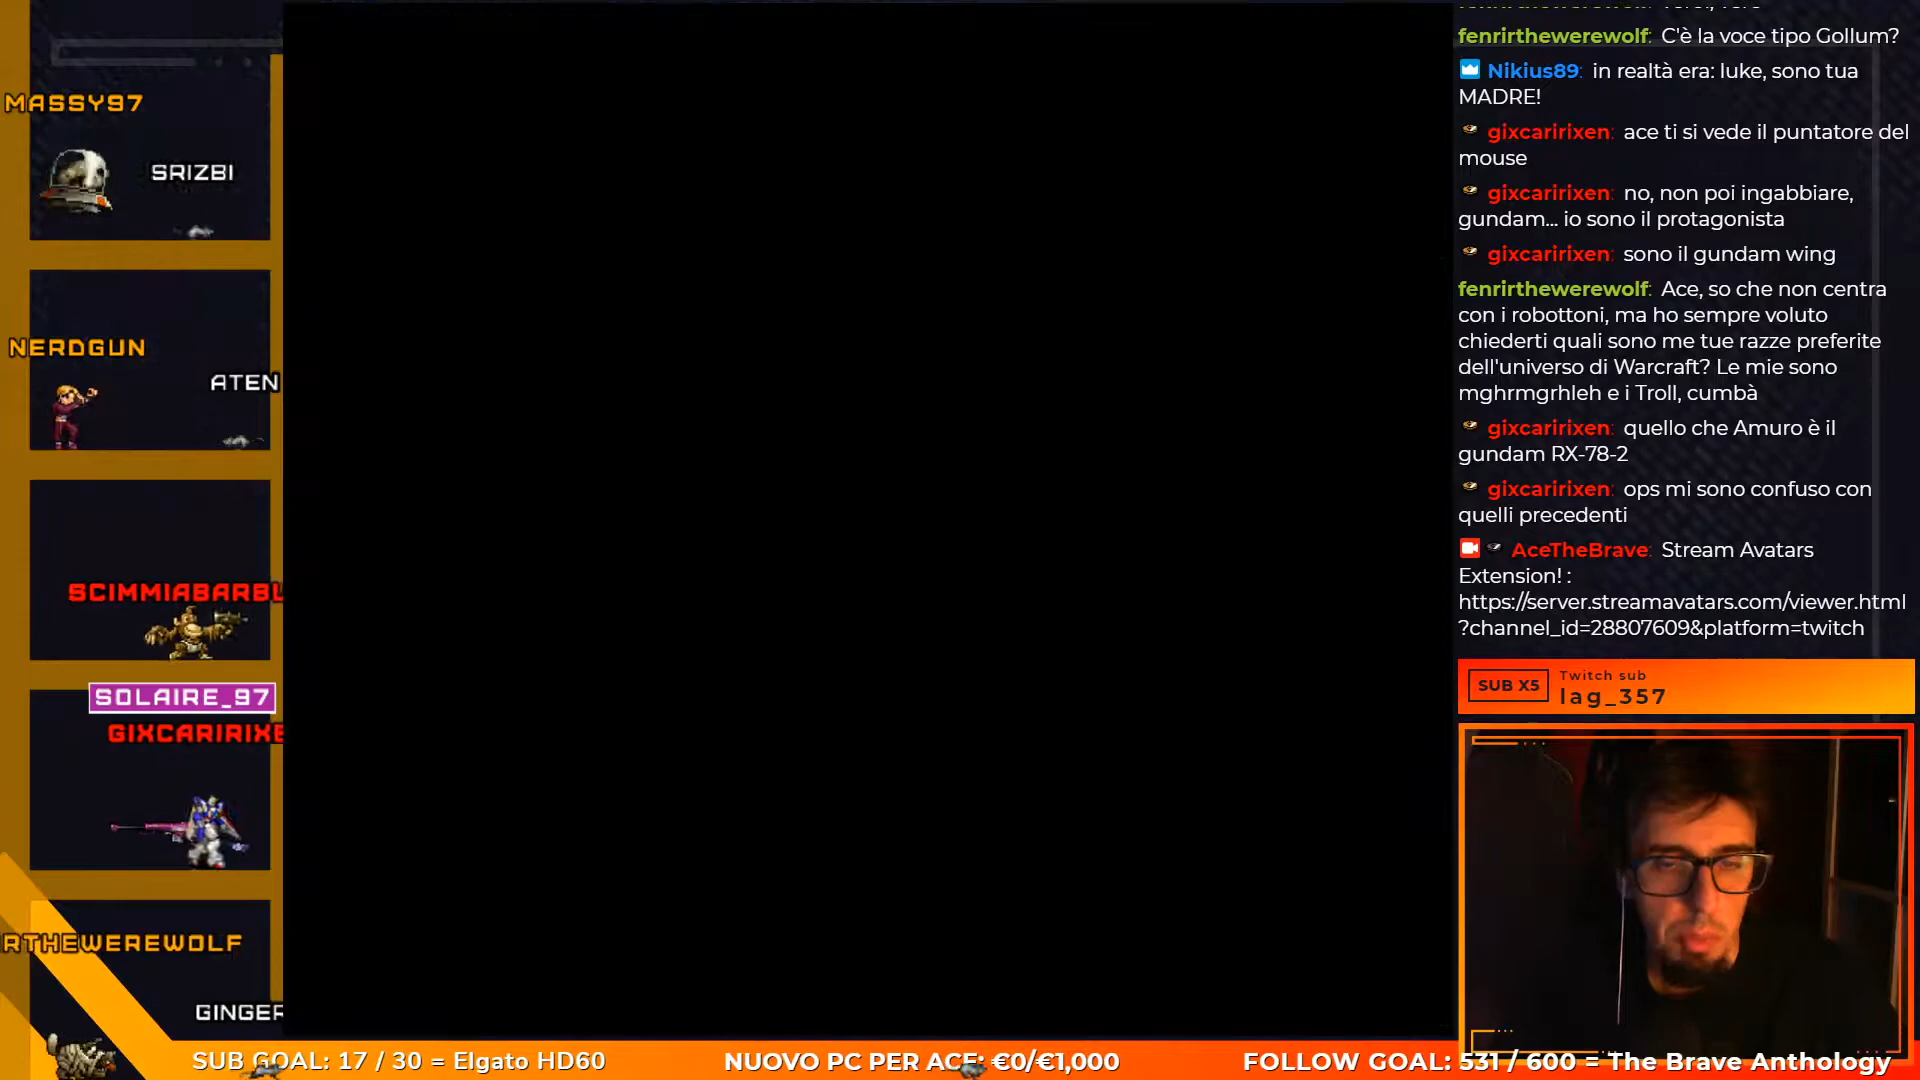 MASSY97
SRIZBI
NERDGUN
ATEN
SCIMMIABARBU
SOLAIRE_97
GIXCARIRIXE
RTHEWEREWOLF
GINGER
fenrirthewerewolf: C'è la voce tipo Gollum?
Nikius89: in realtà era: luke, sono tua
MADRE!
gixcaririxen: ace ti si vede il puntatore del
mouse
gixcaririxen: no, non poi ingabbiare,
gundam... io sono il protagonista
gixcaririxen: sono il gundam wing
fenrirthewerewolf: Ace, so che non centra
con i robottoni, ma ho sempre voluto
chiederti quali sono me tue razze preferite
dell'universo di Warcraft? Le mie sono
mghrmgrhleh e i Troll, cumbà
gixcaririxen: quello che Amuro è il
gundam RX-78-2
gixcaririxen: ops mi sono confuso con
quelli precedenti
AceTheBrave: Stream Avatars
Extension! :
https://server.streamavatars.com/viewer.html
?channel_id=28807609&platform=twitch
SUB X5
Twitch sub
lag_357
SUB GOAL: 17 / 30 = Elgato HD60
NUOVO PC PER ACE: €0/€1,000
FOLLOW GOAL: 531 / 600 = The Brave Anthology